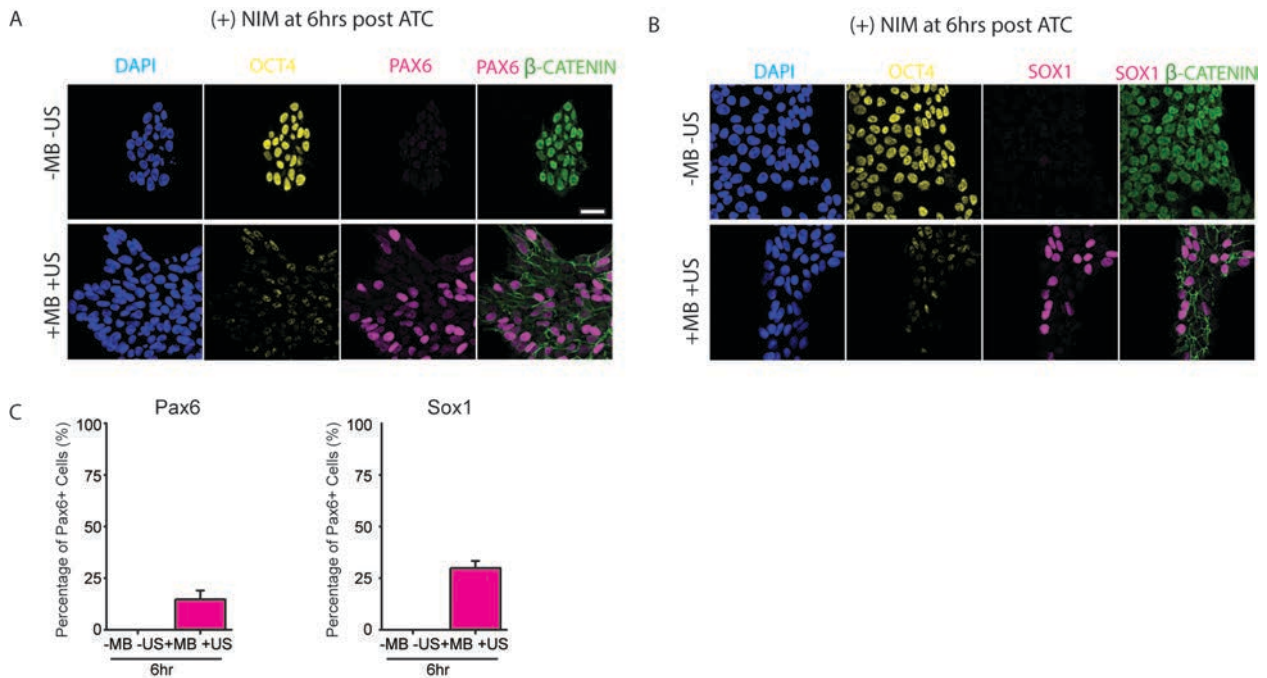 A
(+) NIM at 6hrs post ATC
DAPI OCT4 PAX6 PAX6 β-CATENIN
-MB -US
+MB +US
B
(+) NIM at 6hrs post ATC
DAPI OCT4 SOX1 SOX1 β-CATENIN
-MB -US
+MB +US
C
Pax6
Percentage of Pax6+ Cells (%)
100
75
50
25
0
-MB -US +MB +US
6hr
Sox1
Percentage of Pax6+ Cells (%)
100
75
50
25
0
-MB -US +MB +US
6hr